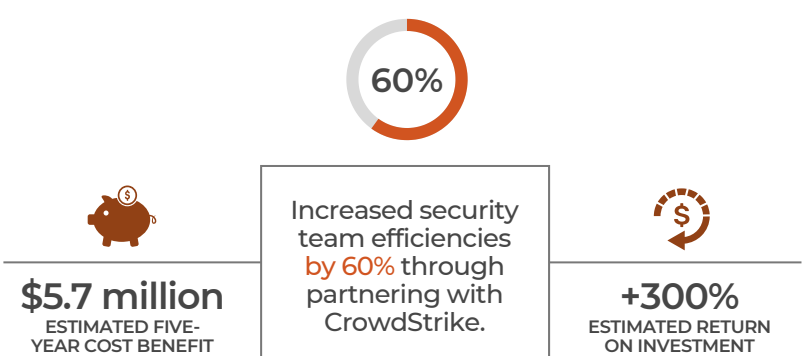 60%
Increased security
team efficiencies
by 60% through
partnering with
CrowdStrike.
$
$5.7 million
ESTIMATED FIVE-
YEAR COST BENEFIT
$
+300%
ESTIMATED RETURN
ON INVESTMENT